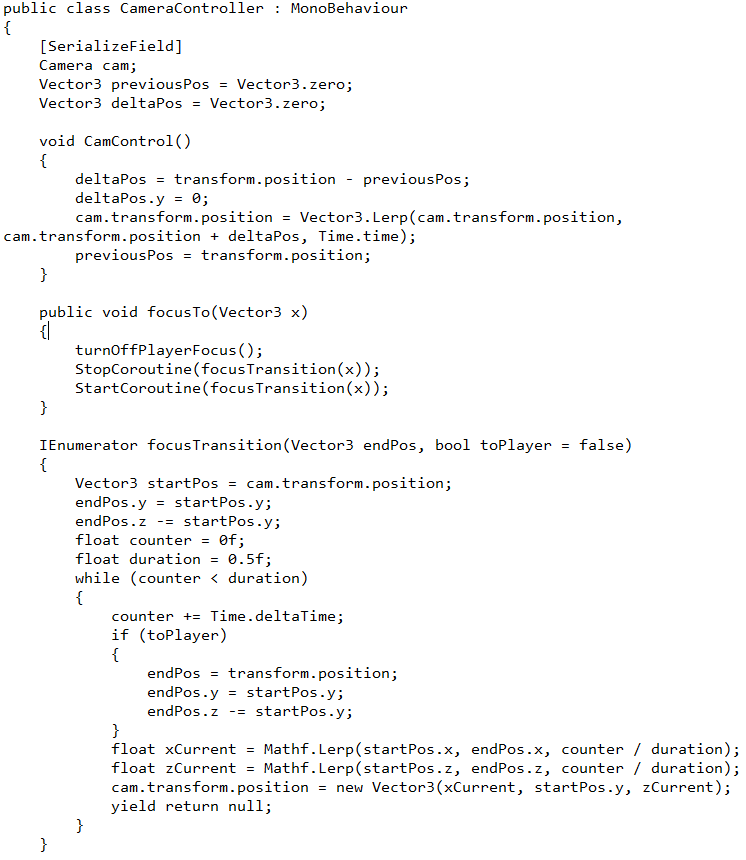 public class CameraController : MonoBehaviour
{
    [SerializeField]
    Camera cam;
    Vector3 previousPos = Vector3.zero;
    Vector3 deltaPos = Vector3.zero;

    void CamControl()
    {
        deltaPos = transform.position - previousPos;
        deltaPos.y = 0;
        cam.transform.position = Vector3.Lerp(cam.transform.position,
cam.transform.position + deltaPos, Time.time);
        previousPos = transform.position;
    }

    public void focusTo(Vector3 x)
    {
        turnOffPlayerFocus();
        StopCoroutine(focusTransition(x));
        StartCoroutine(focusTransition(x));
    }

    IEnumerator focusTransition(Vector3 endPos, bool toPlayer = false)
    {
        Vector3 startPos = cam.transform.position;
        endPos.y = startPos.y;
        endPos.z -= startPos.y;
        float counter = 0f;
        float duration = 0.5f;
        while (counter < duration)
        {
            counter += Time.deltaTime;
            if (toPlayer)
            {
                endPos = transform.position;
                endPos.y = startPos.y;
                endPos.z -= startPos.y;
            }
            float xCurrent = Mathf.Lerp(startPos.x, endPos.x, counter / duration);
            float zCurrent = Mathf.Lerp(startPos.z, endPos.z, counter / duration);
            cam.transform.position = new Vector3(xCurrent, startPos.y, zCurrent);
            yield return null;
        }
    }